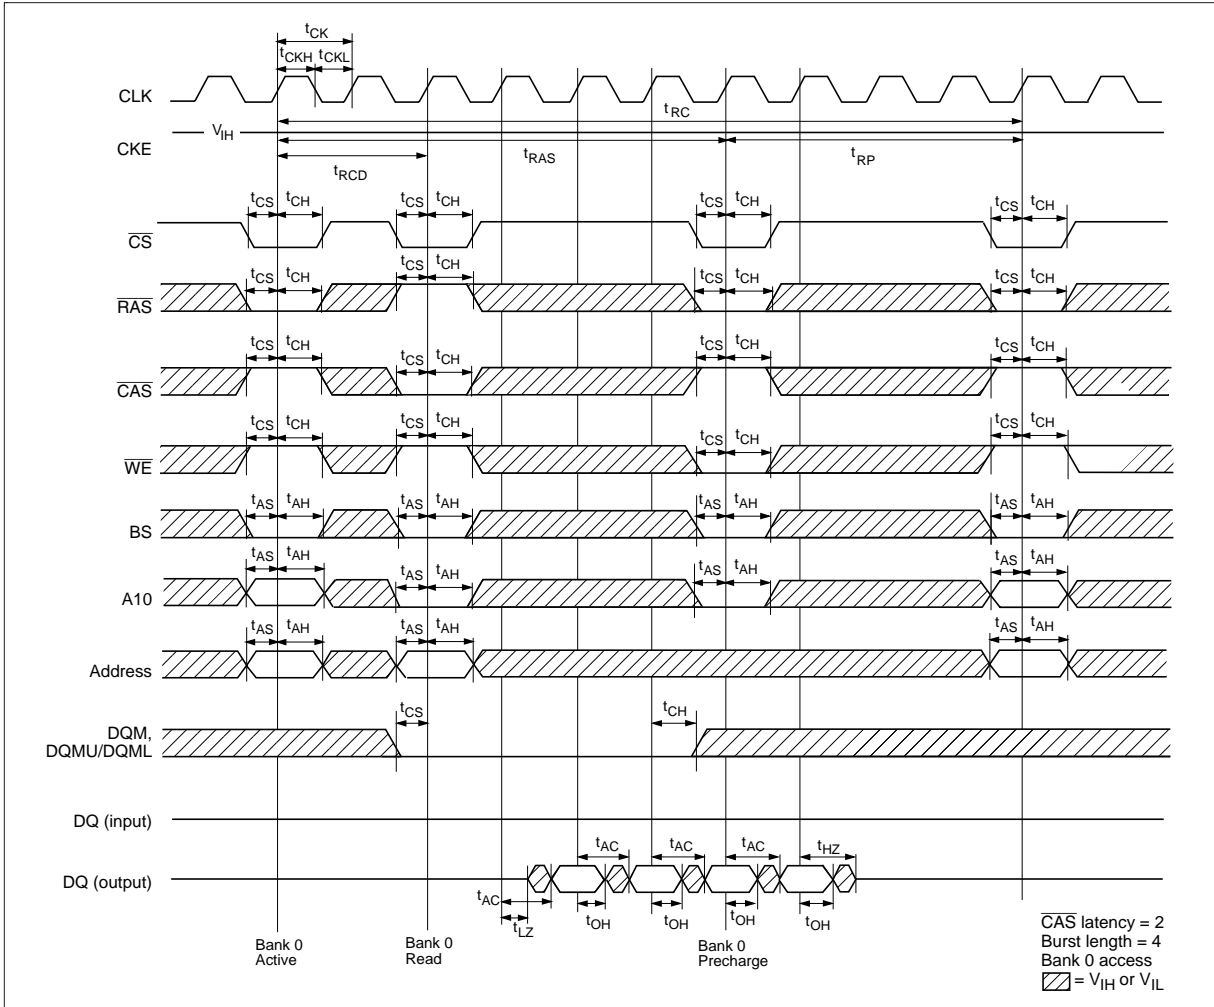 tCK
tCKH tCKL
CLK
tRC
VIH
CKE
tRAS tRP
tRCD
tCS tCH tCS tCH tCS tCH tCS tCH
CS
tCS tCH tCS tCH tCS tCH tCS tCH
RAS
tCS tCH tCS tCH tCS tCH tCS tCH
CAS
tCS tCH tCS tCH tCS tCH tCS tCH
WE
tAS tAH tAS tAH tAS tAH tAS tAH
BS
tAS tAH tAS tAH tAS tAH tAS tAH
A10
tAS tAH tAS tAH tAS tAH
Address
tCS tCH
DQM,
DQMU/DQML
DQ (input)
tAC tAC tAC tHZ
DQ (output)
tAC
tLZ tOH tOH tOH tOH
Bank 0
Active
Bank 0
Read
Bank 0
Precharge
CAS latency = 2
Burst length = 4
Bank 0 access
= VIH or VIL